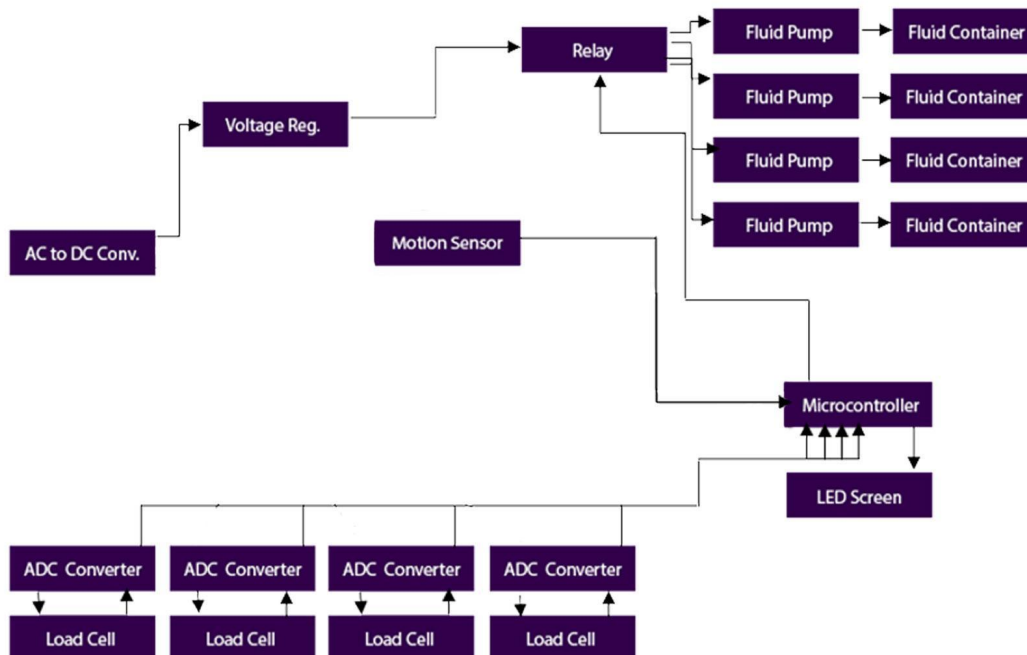 Fluid Pump
Fluid Container
Relay
Fluid Pump
Fluid Container
Voltage Reg.
Fluid Pump
Fluid Container
Fluid Pump
Fluid Container
Motion Sensor
AC to DC Conv.
Microcontroller
LED Screen
ADC Converter
ADC Converter
ADC Converter
ADC Converter
Load Cell
Load Cell
Load Cell
Load Cell